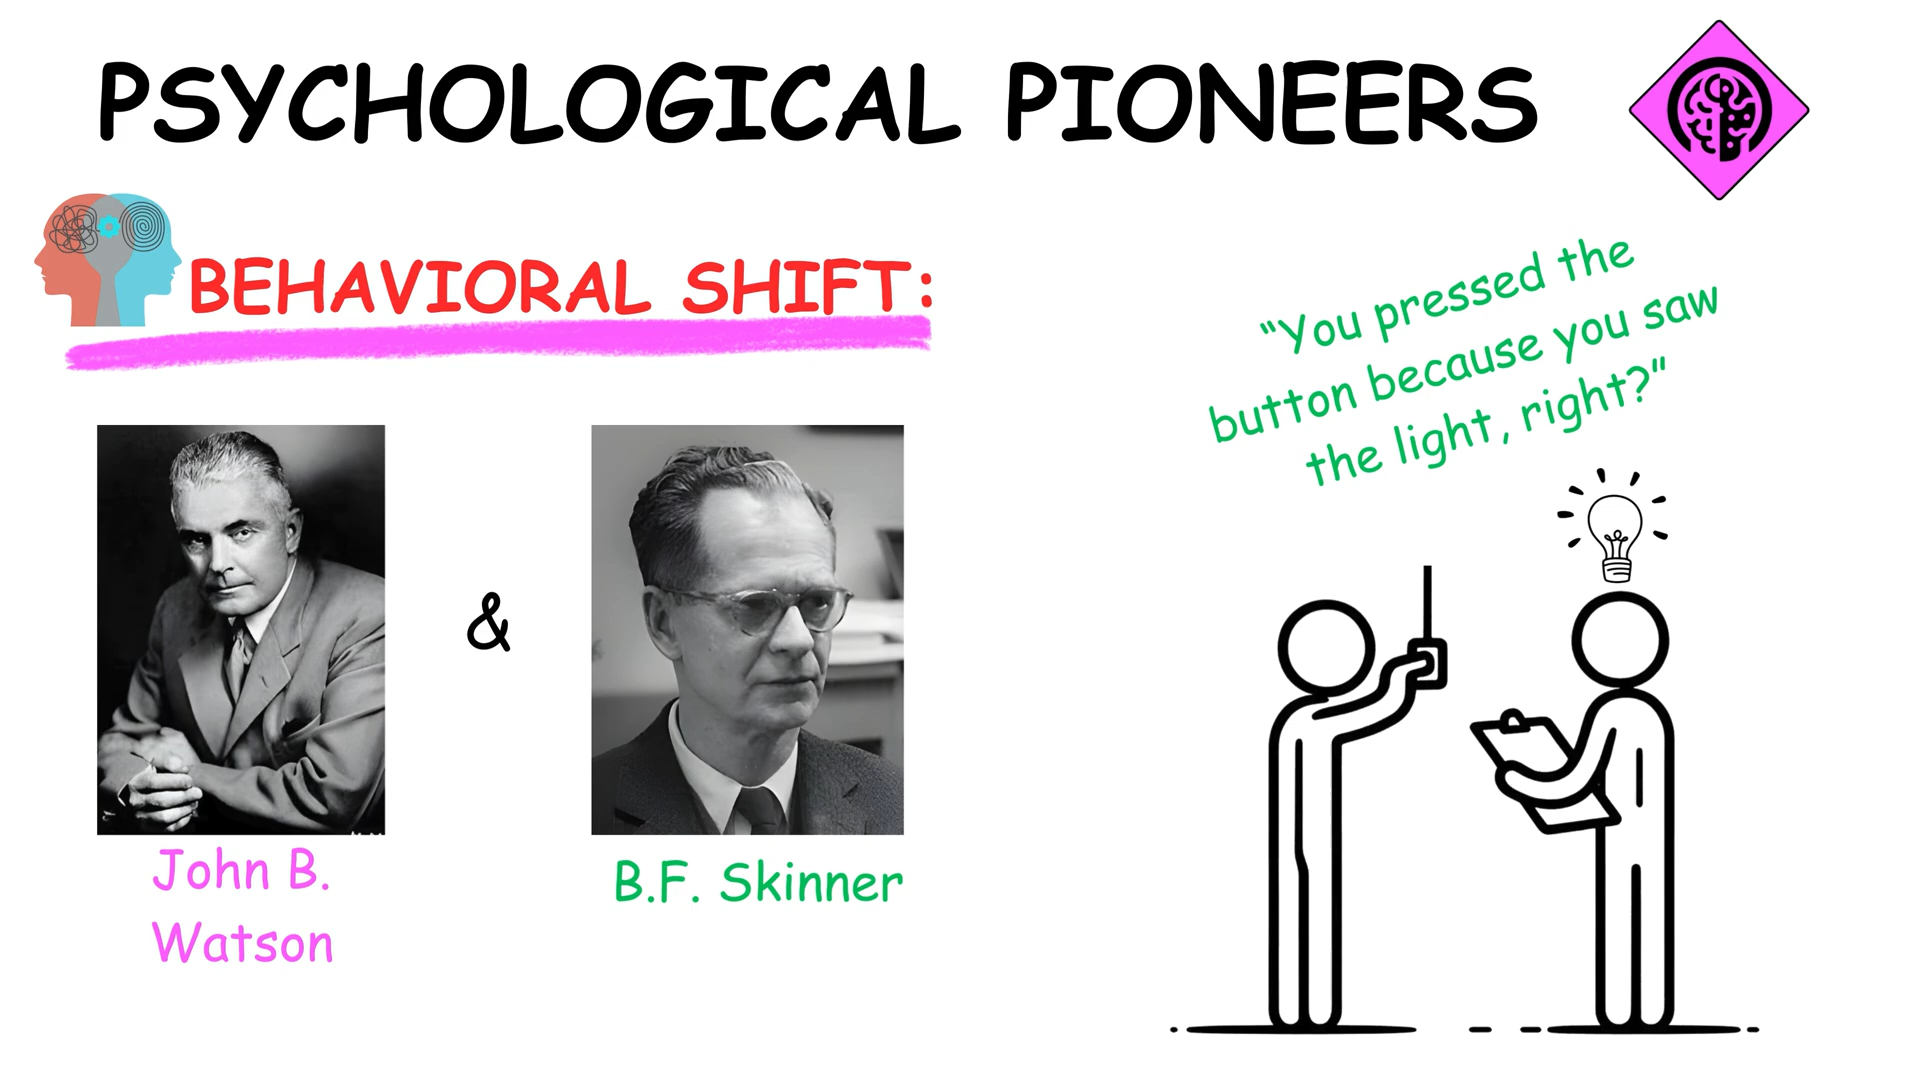 PSYCHOLOGICAL PIONEERS
BEHAVIORAL SHIFT:
"You pressed the
button because you saw
the light, right?"
&
John B.
Watson
B.F. Skinner